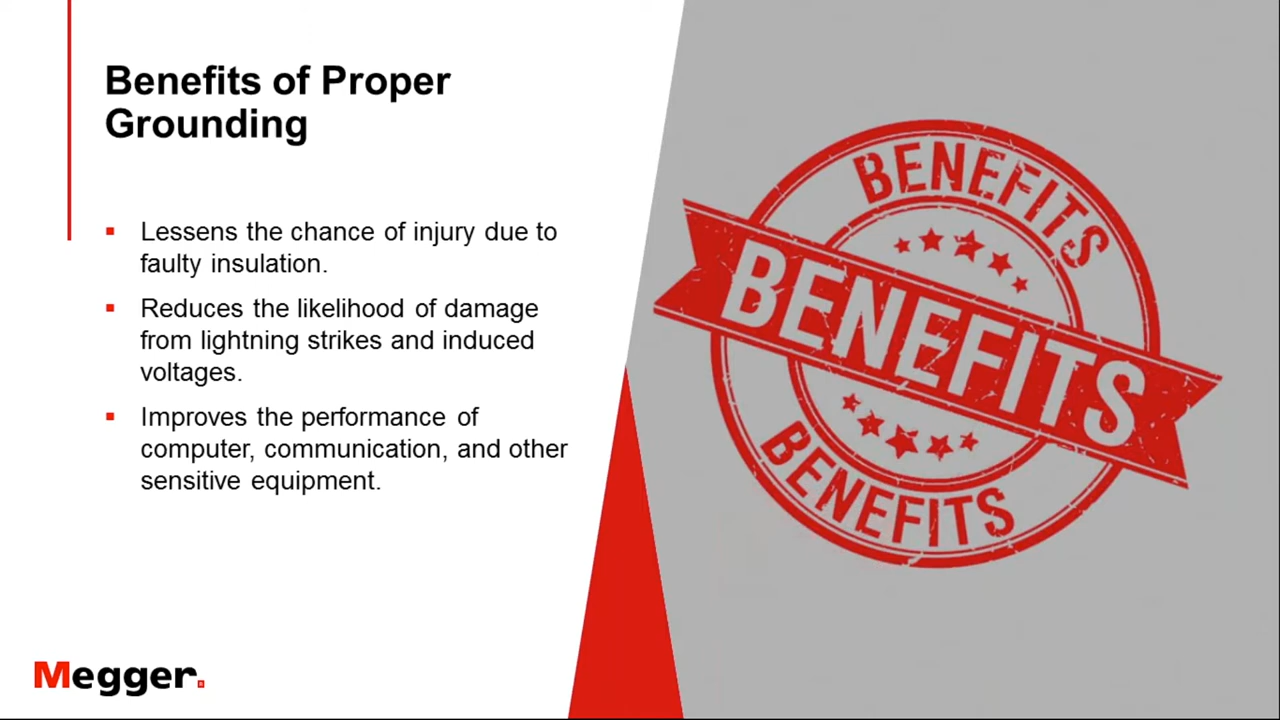 Benefits of Proper
Grounding
▪ Lessens the chance of injury due to
faulty insulation.
▪ Reduces the likelihood of damage
from lightning strikes and induced
voltages.
▪ Improves the performance of
computer, communication, and other
sensitive equipment.
BENEFITS
BENEFITS
BENEFITS
Megger.